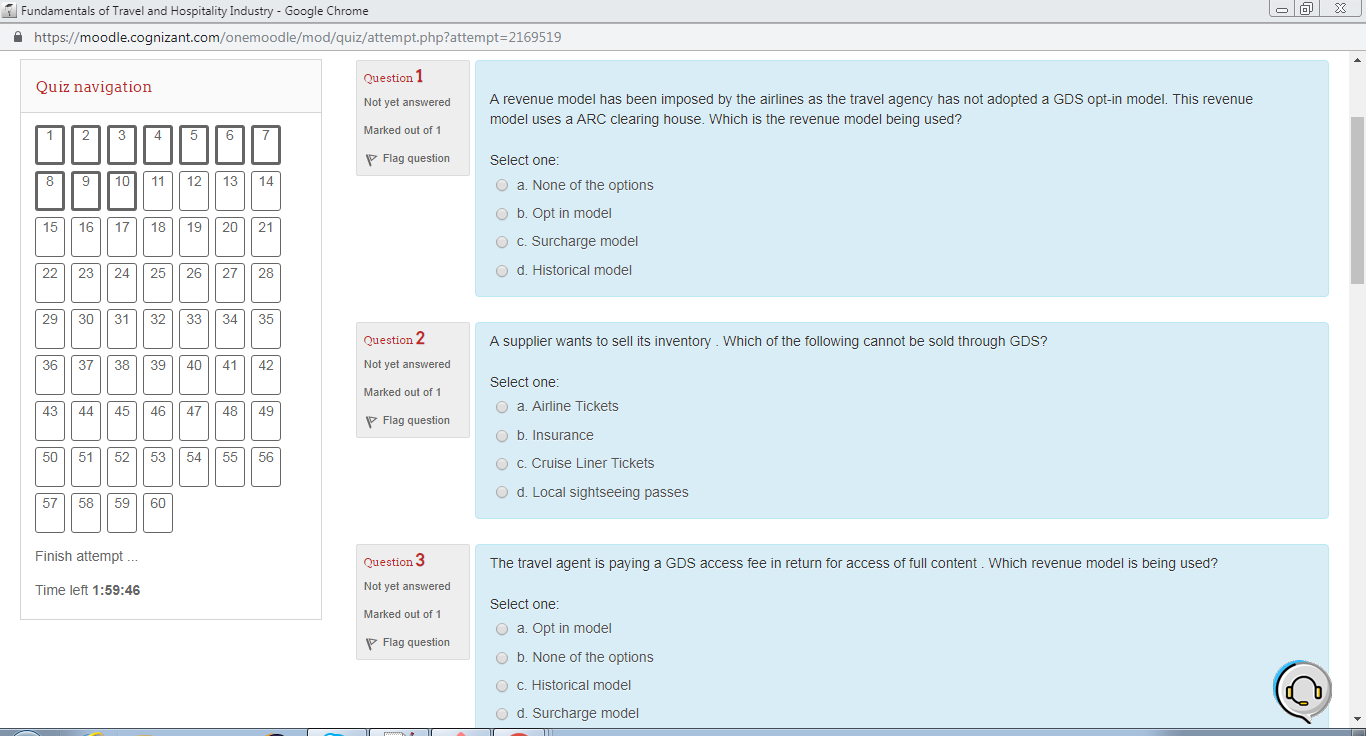 Fundamentals of Travel and Hospitality Industry - Google Chrome
https://moodle.cognizant.com/onemoodle/mod/quiz/attempt.php?attempt=2169519
Quiz navigation
1 2 3 4 5 6 7
8 9 10 11 12 13 14
15 16 17 18 19 20 21
22 23 24 25 26 27 28
29 30 31 32 33 34 35
36 37 38 39 40 41 42
43 44 45 46 47 48 49
50 51 52 53 54 55 56
57 58 59 60
Finish attempt ...
Time left 1:59:46
Question 1
Not yet answered
Marked out of 1
Flag question
A revenue model has been imposed by the airlines as the travel agency has not adopted a GDS opt-in model. This revenue
model uses a ARC clearing house. Which is the revenue model being used?
Select one:
a. None of the options
b. Opt in model
c. Surcharge model
d. Historical model
Question 2
Not yet answered
Marked out of 1
Flag question
A supplier wants to sell its inventory . Which of the following cannot be sold through GDS?
Select one:
a. Airline Tickets
b. Insurance
c. Cruise Liner Tickets
d. Local sightseeing passes
Question 3
Not yet answered
Marked out of 1
Flag question
The travel agent is paying a GDS access fee in return for access of full content . Which revenue model is being used?
Select one:
a. Opt in model
b. None of the options
c. Historical model
d. Surcharge model